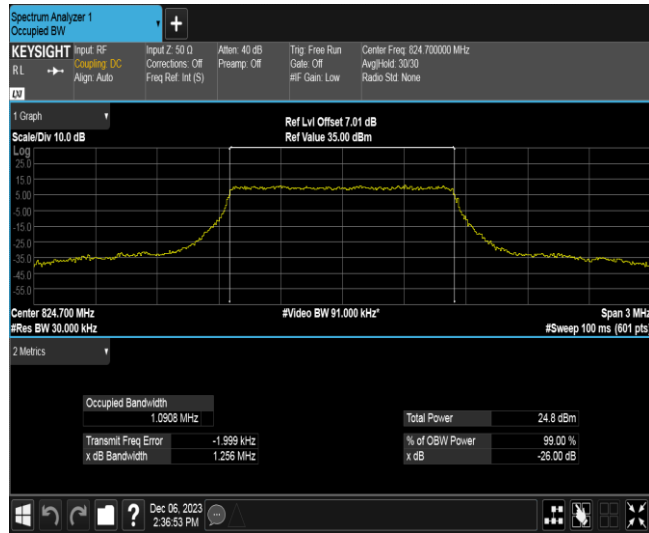 Spectrum Analyzer 1
Occupied BW
+
KEYSIGHT
RL
LXI
Input: RF
Coupling: DC
Align: Auto
Input Z: 50 Ω
Corrections: Off
Freq Ref: Int (S)
Atten: 40 dB
Preamp: Off
Trig: Free Run
Gate: Off
#IF Gain: Low
Center Freq: 824.700000 MHz
Avg|Hold: 30/30
Radio Std: None
1 Graph
Scale/Div 10.0 dB
Ref Lvl Offset 7.01 dB
Ref Value 35.00 dBm
Log
25.0
15.0
5.00
-5.00
-15.0
-25.0
-35.0
-45.0
-55.0
Center 824.700 MHz
#Video BW 91.000 kHz*
Span 3 MHz
#Res BW 30.000 kHz
#Sweep 100 ms (601 pts)
2 Metrics
Occupied Bandwidth
1.0908 MHz
Total Power 24.8 dBm
Transmit Freq Error -1.999 kHz
% of OBW Power 99.00 %
x dB Bandwidth 1.256 MHz
x dB -26.00 dB
?
Dec 06, 2023
2:36:53 PM